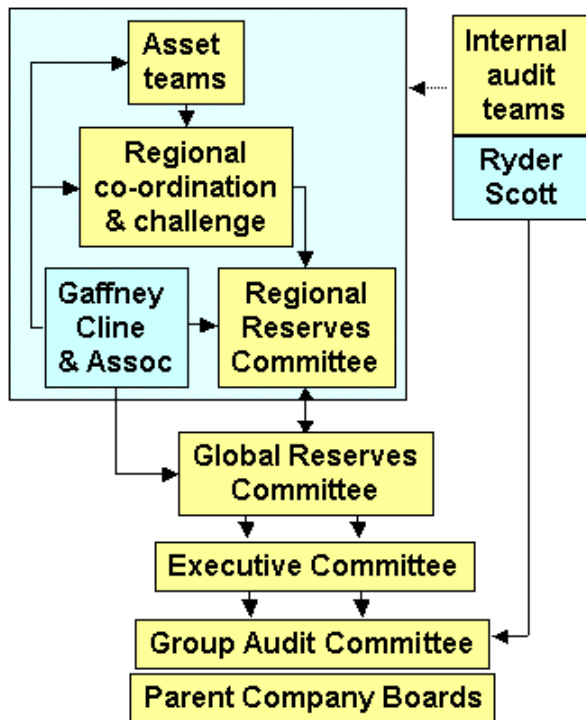 Asset
teams
Internal
audit
teams
Regional
co-ordination
& challenge
Ryder
Scott
Gaffney
Cline
& Assoc
Regional
Reserves
Committee
Global Reserves
Committee
Executive Committee
Group Audit Committee
Parent Company Boards